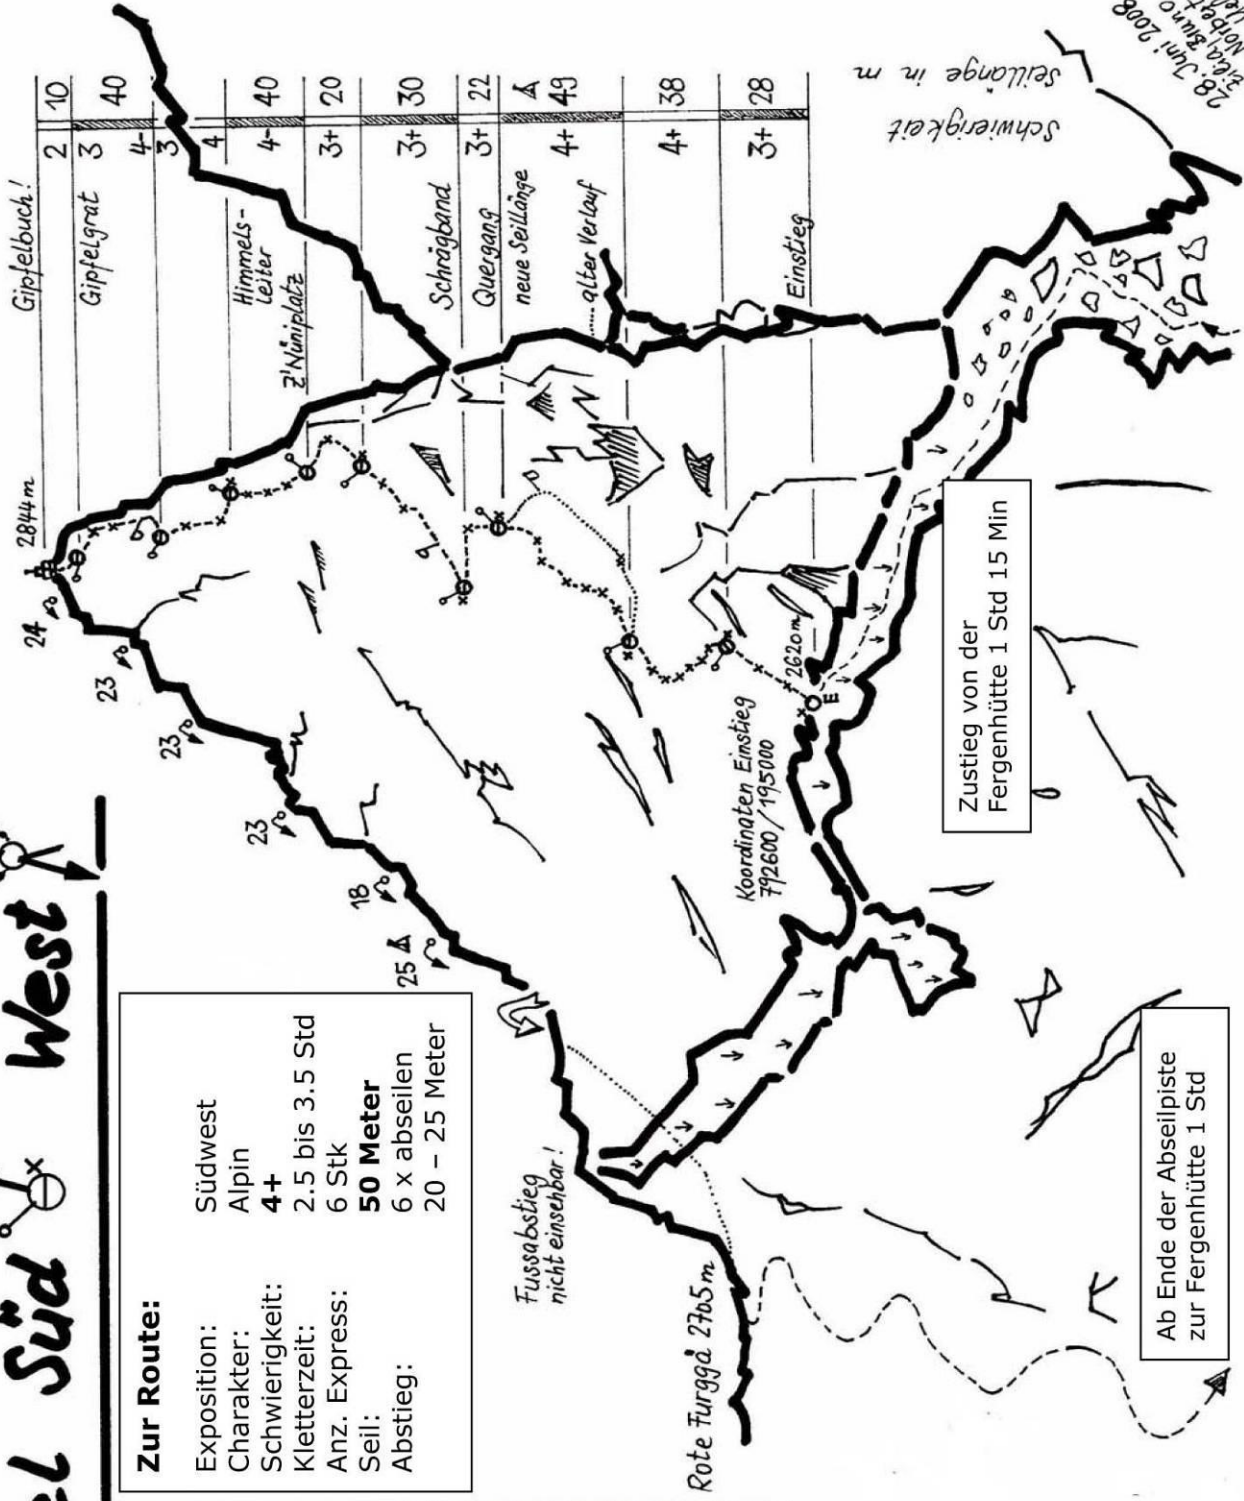 el Süd West
Zur Route:
Exposition: Südwest
Charakter: Alpin
Schwierigkeit: 4+
Kletterzeit: 2.5 bis 3.5 Std
Anz. Express: 6 Stk
Seil: 50 Meter
Abstieg: 6 x abseilen
20 – 25 Meter
24
23
23
23
18
25
2844m
Gipfelbuch!
Gipfelgrat
Himmels-
leiter
Z'Nüniplatz
Schrägband
Quergang
neue Seillänge
alter Verlauf
Einstieg
2 10
3 40
4-
3
4 40
4-
3+ 20
3+ 30
3+ 22
4+ 49
4+ 38
3+ 28
Schwierigkeit
Seillänge in m
28. Juni 2008
Bruno
Fussabstieg
nicht einsehbar!
Rote Furggå 2705m
Koordinaten Einstieg
792600/195000
2620m
E
Zustieg von der
Fergenhütte 1 Std 15 Min
Ab Ende der Abseilpiste
zur Fergenhütte 1 Std